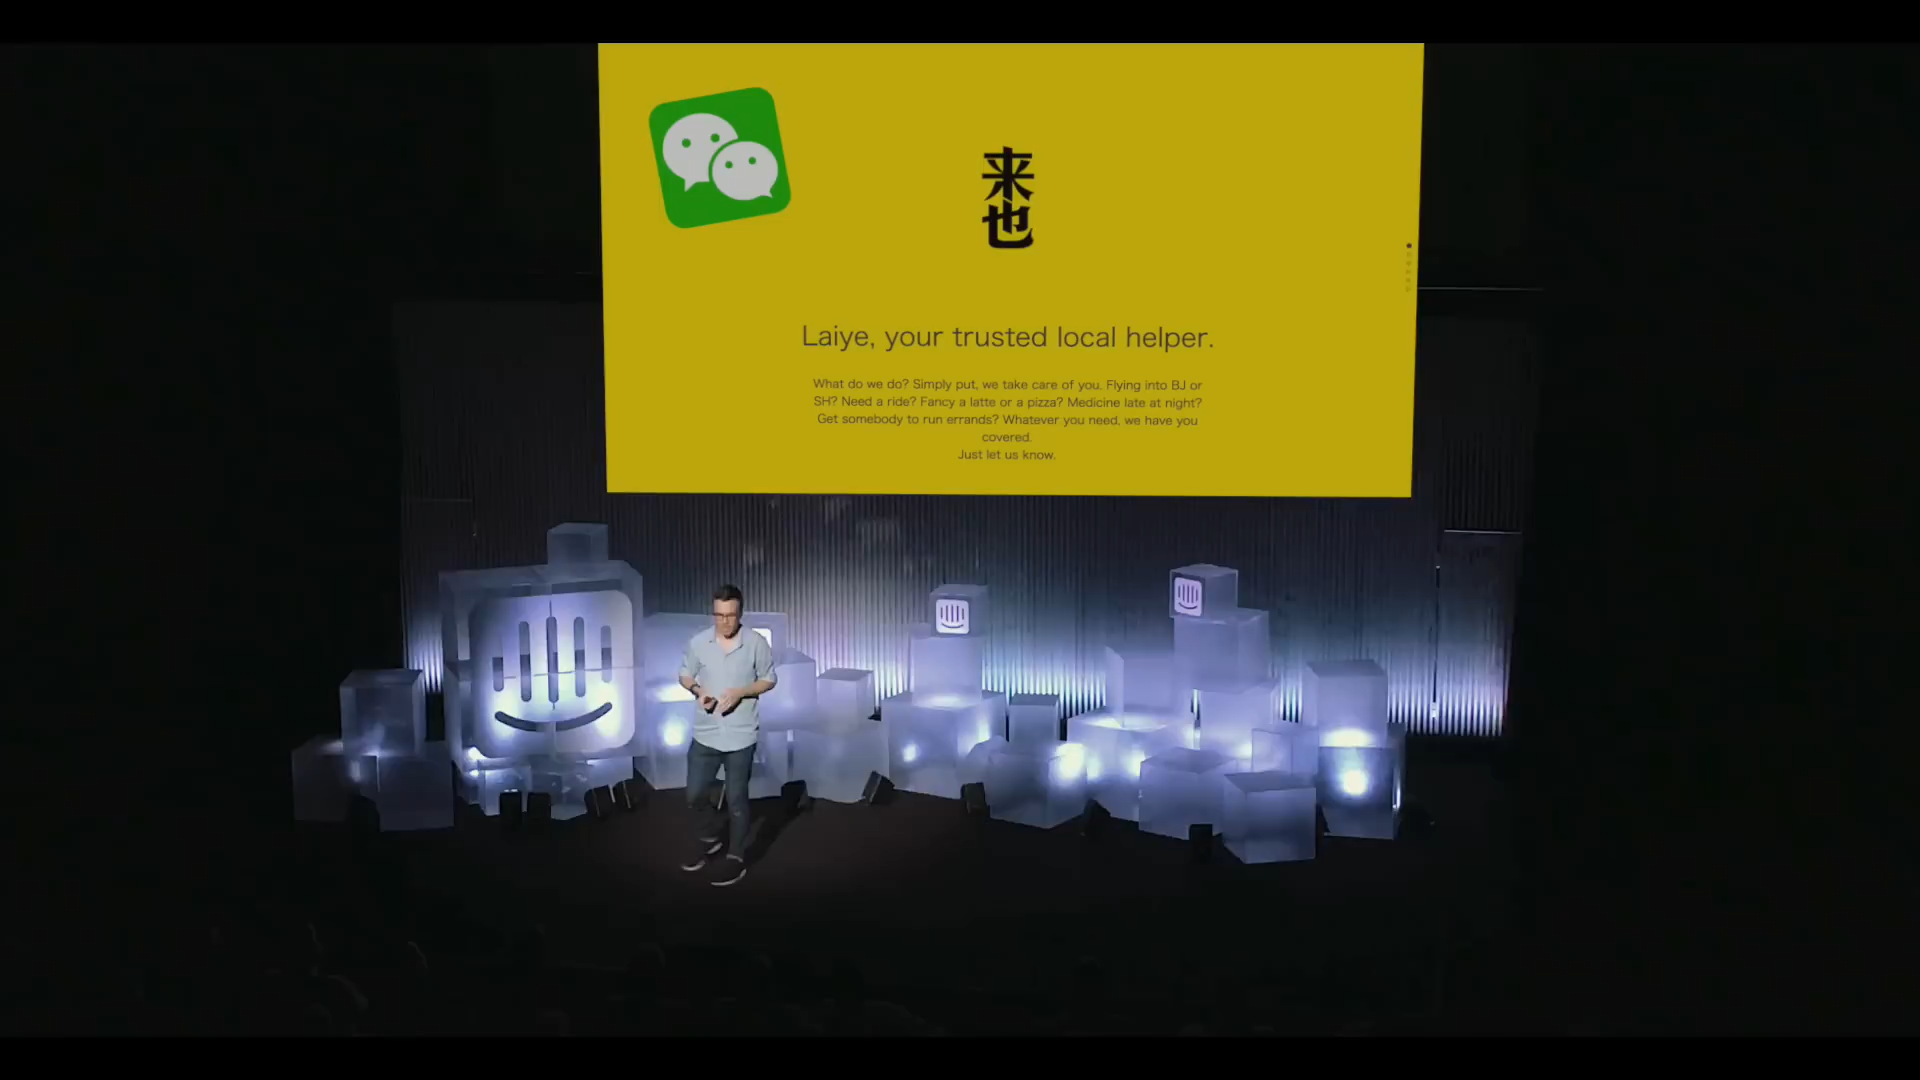 来
也
Laiye, your trusted local helper.
What do we do? Simply put, we take care of you. Flying into BJ or
SH? Need a ride? Fancy a latte or a pizza? Medicine late at night?
Get somebody to run errands? Whatever you need, we have you
covered.
Just let us know.